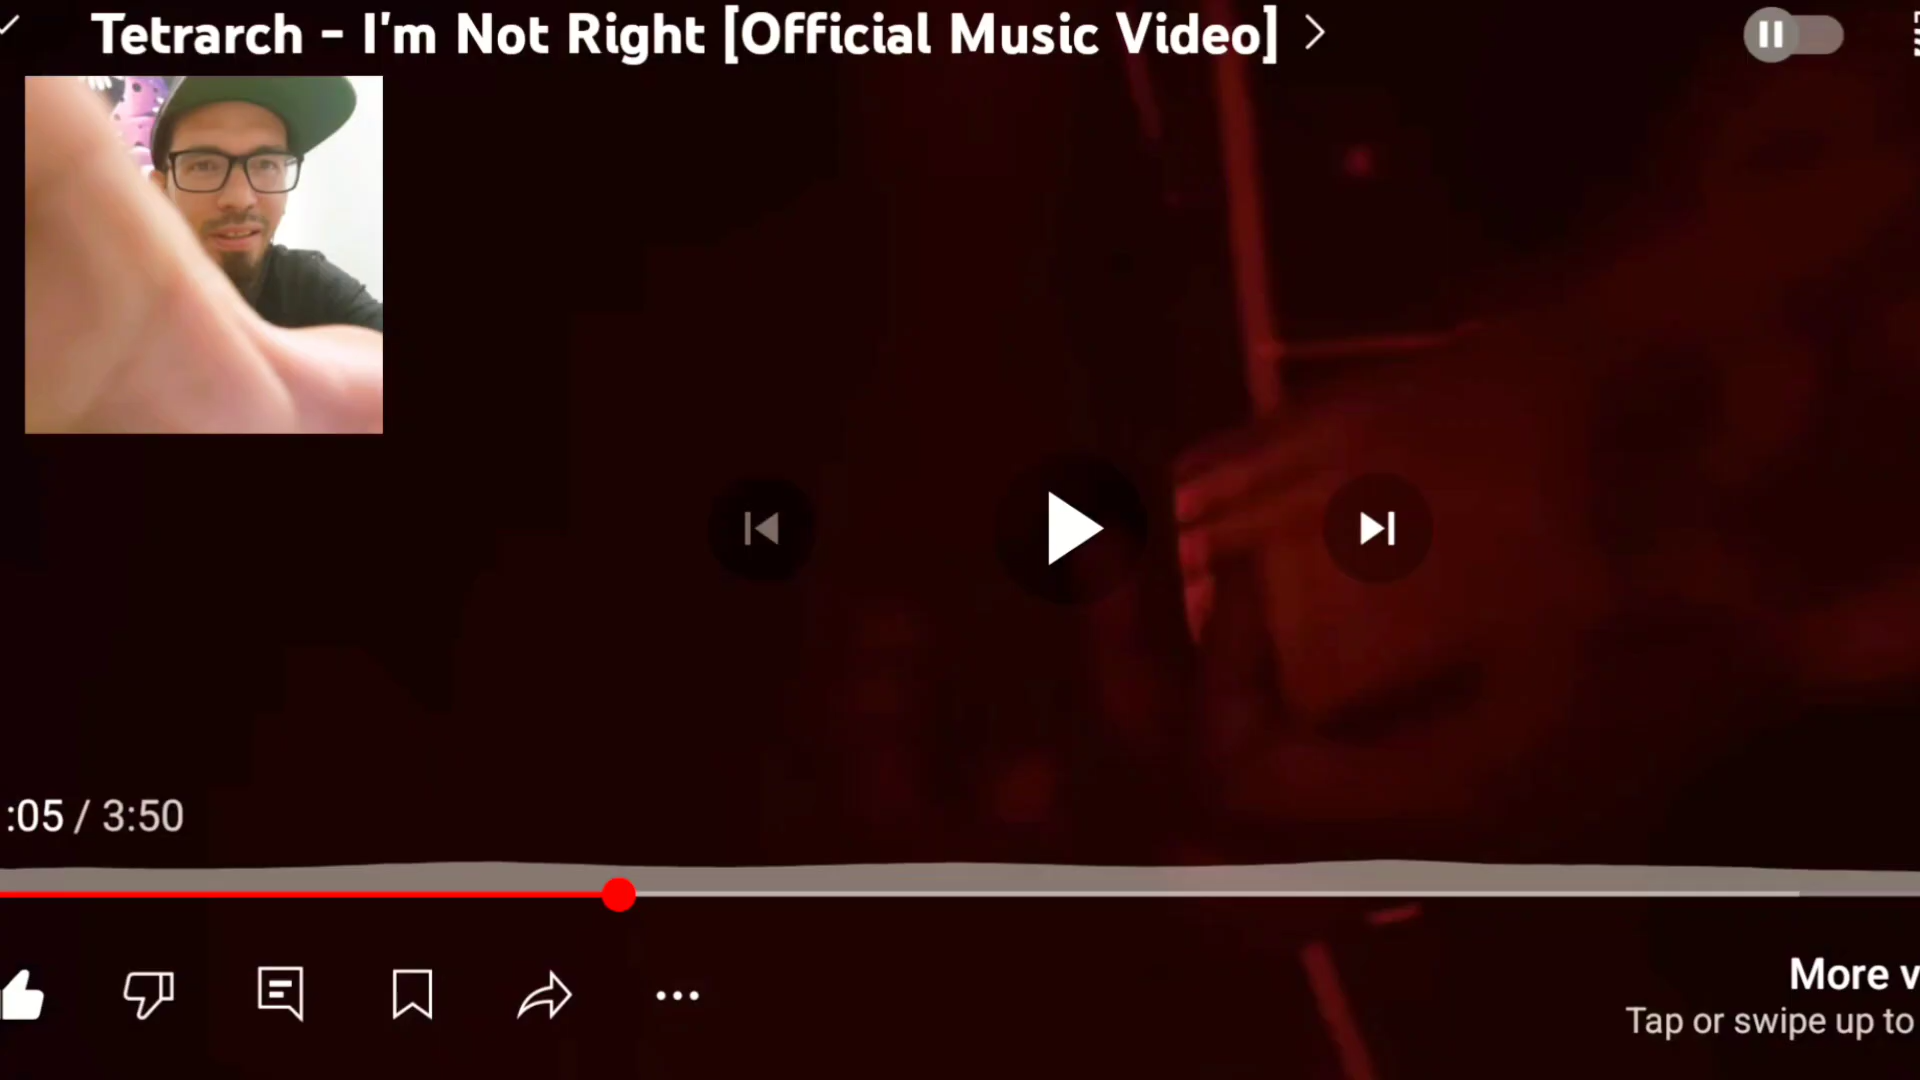 Tetrarch - I'm Not Right [Official Music Video]
:05 / 3:50
More v
Tap or swipe up to